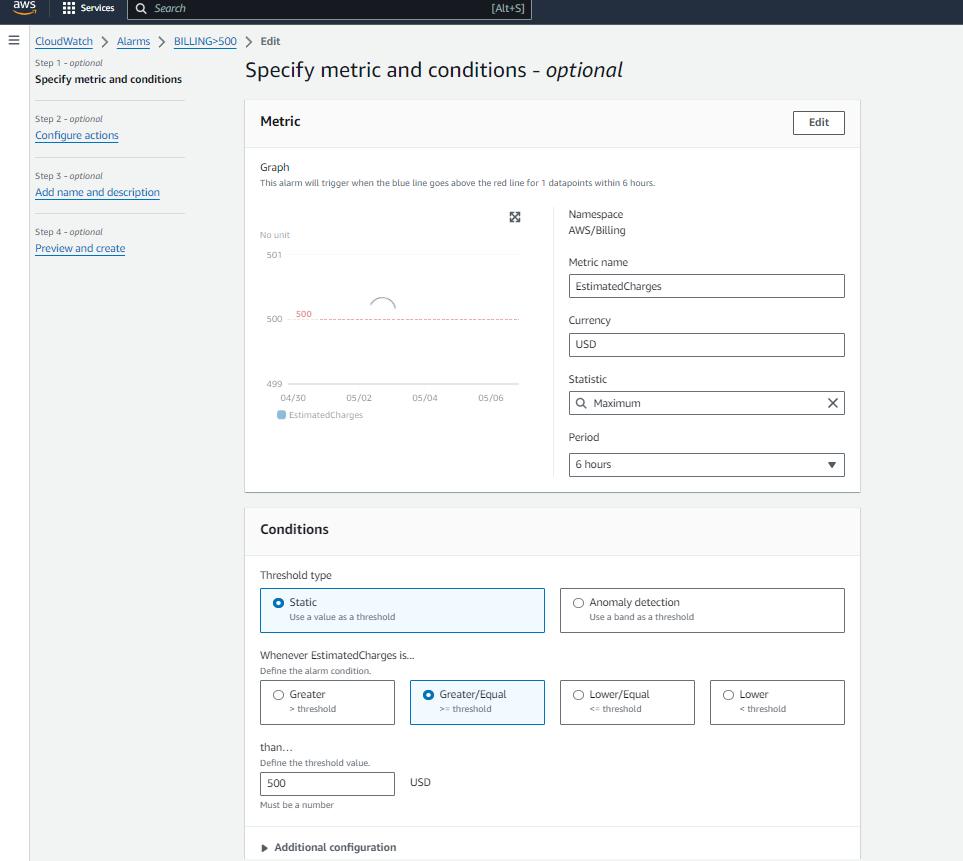 aws
Services
Search
[Alt+S]
CloudWatch
Alarms
BILLING>500
Edit
Step 1 - optional
Specify metric and conditions
Step 2 - optional
Configure actions
Step 3 - optional
Add name and description
Step 4 - optional
Preview and create
Specify metric and conditions - optional
Metric
Edit
Graph
This alarm will trigger when the blue line goes above the red line for 1 datapoints within 6 hours.
No unit
501
500
500
499
04/30 05/02 05/04 05/06
EstimatedCharges
Namespace
AWS/Billing
Metric name
EstimatedCharges
Currency
USD
Statistic
Maximum
Period
6 hours
Conditions
Threshold type
Static
Use a value as a threshold
Anomaly detection
Use a band as a threshold
Whenever EstimatedCharges is...
Define the alarm condition.
Greater
> threshold
Greater/Equal
>= threshold
Lower/Equal
<= threshold
Lower
< threshold
than…
Define the threshold value.
500
USD
Must be a number
Additional configuration